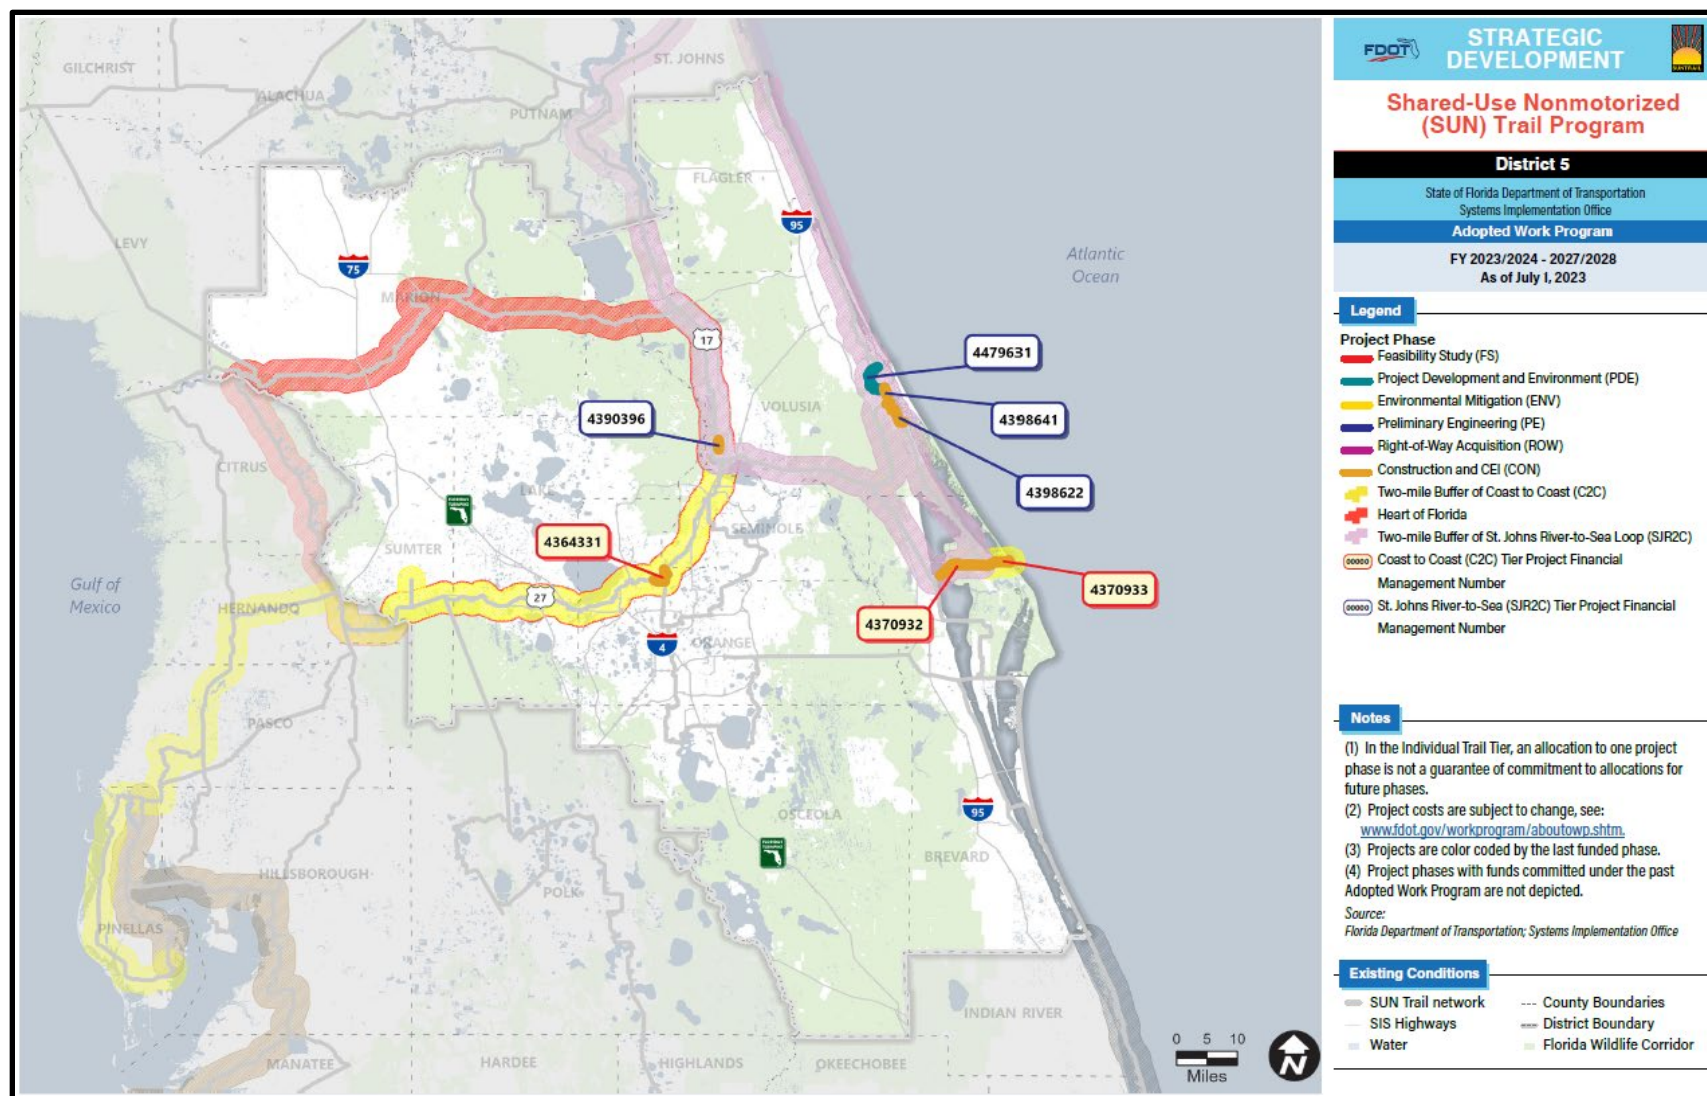 GILCHRIST
ALACHUA
PUTNAM
ST. JOHNS
FLAGLER
LEVY
95
Atlantic
Ocean
75
MARION
17
4479631
VOLUSIA
4390396
4398641
CITRUS
LAKE
4398622
SEMINOLE
4364331
SUMTER
Gulf of
Mexico
27
4370933
HERNANDO
4370932
4
ORANGE
PASCO
OSCEOLA
95
BREVARD
HILLSBOROUGH
POLK
PINELLAS
INDIAN RIVER
MANATEE
HARDEE
HIGHLANDS
OKEECHOBEE
0 5 10
Miles
N
FDOT
STRATEGIC
DEVELOPMENT
SUNTRAIL
Shared-Use Nonmotorized
(SUN) Trail Program
District 5
State of Florida Department of Transportation
Systems Implementation Office
Adopted Work Program
FY 2023/2024 - 2027/2028
As of July 1, 2023
Legend
Project Phase
Feasibility Study (FS)
Project Development and Environment (PDE)
Environmental Mitigation (ENV)
Preliminary Engineering (PE)
Right-of-Way Acquisition (ROW)
Construction and CEI (CON)
Two-mile Buffer of Coast to Coast (C2C)
Heart of Florida
Two-mile Buffer of St. Johns River-to-Sea Loop (SJR2C)
00000 Coast to Coast (C2C) Tier Project Financial
Management Number
00000 St. Johns River-to-Sea (SJR2C) Tier Project Financial
Management Number
Notes
(1) In the Individual Trail Tier, an allocation to one project
phase is not a guarantee of commitment to allocations for
future phases.
(2) Project costs are subject to change, see:
www.fdot.gov/workprogram/aboutowp.shtm.
(3) Projects are color coded by the last funded phase.
(4) Project phases with funds committed under the past
Adopted Work Program are not depicted.
Source:
Florida Department of Transportation; Systems Implementation Office
Existing Conditions
SUN Trail network
County Boundaries
SIS Highways
District Boundary
Water
Florida Wildlife Corridor